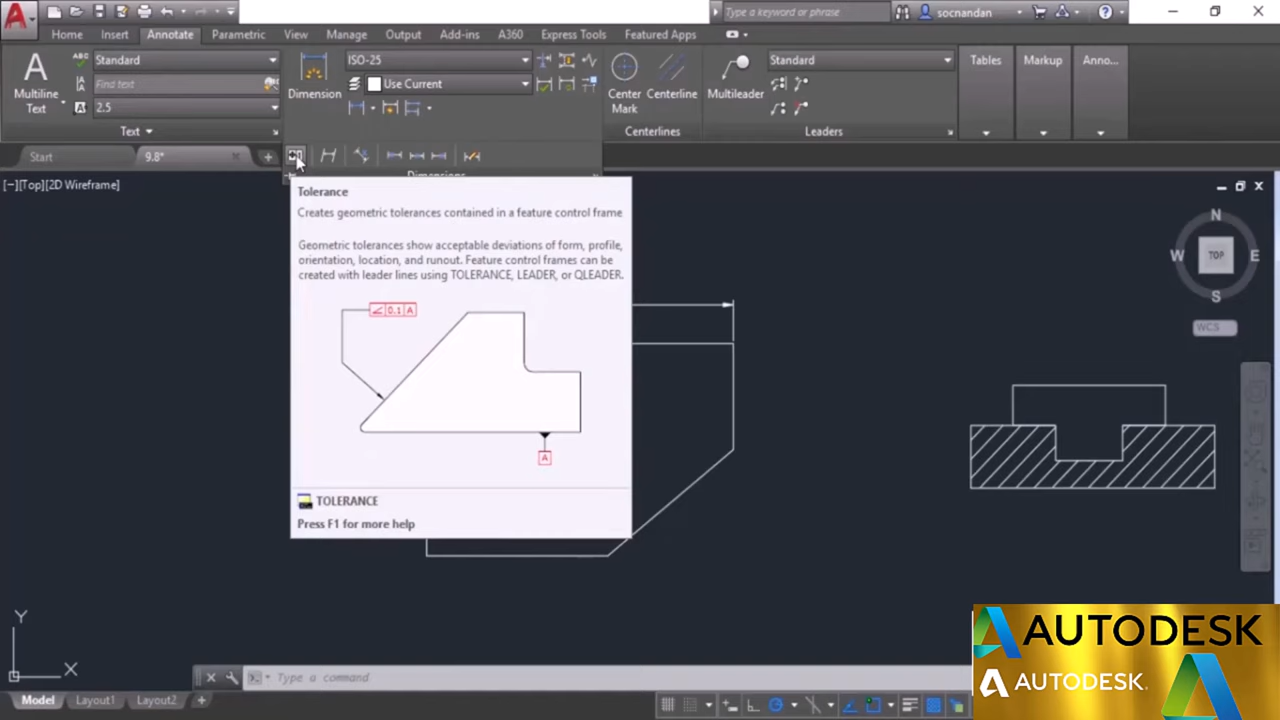 Type a keyword or phrase
socnandan
Home Insert Annotate Parametric View Manage Output Add-ins A360 Express Tools Featured Apps
Standard
Find text
2.5
Multiline
Text
Text
Dimension
ISO-25
Use Current
Center
Mark
Centerline
Centerlines
Multileader
Standard
Leaders
Tables
Markup
Anno...
Start
9.8*
[−][Top][2D Wireframe]
Tolerance
Creates geometric tolerances contained in a feature control frame
Geometric tolerances show acceptable deviations of form, profile,
orientation, location, and runout. Feature control frames can be
created with leader lines using TOLERANCE, LEADER, or QLEADER.
0.1 A
A
TOLERANCE
Press F1 for more help
N
W TOP E
S
WCS
Y
X
Type a command
Model Layout1 Layout2
AUTODESK
AUTODESK.